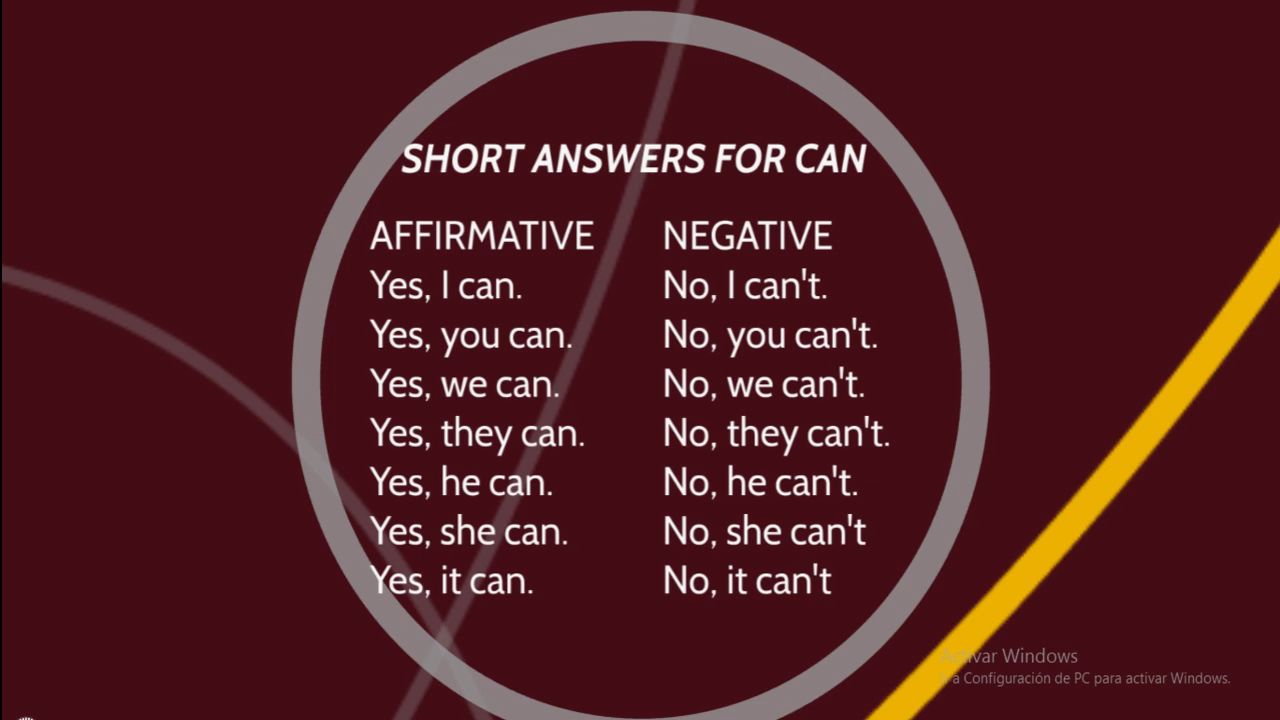 SHORT ANSWERS FOR CAN
AFFIRMATIVE NEGATIVE
Yes, I can. No, I can't.
Yes, you can. No, you can't.
Yes, we can. No, we can't.
Yes, they can. No, they can't.
Yes, he can. No, he can't.
Yes, she can. No, she can't
Yes, it can. No, it can't
Activar Windows
a Configuración de PC para activar Windows.